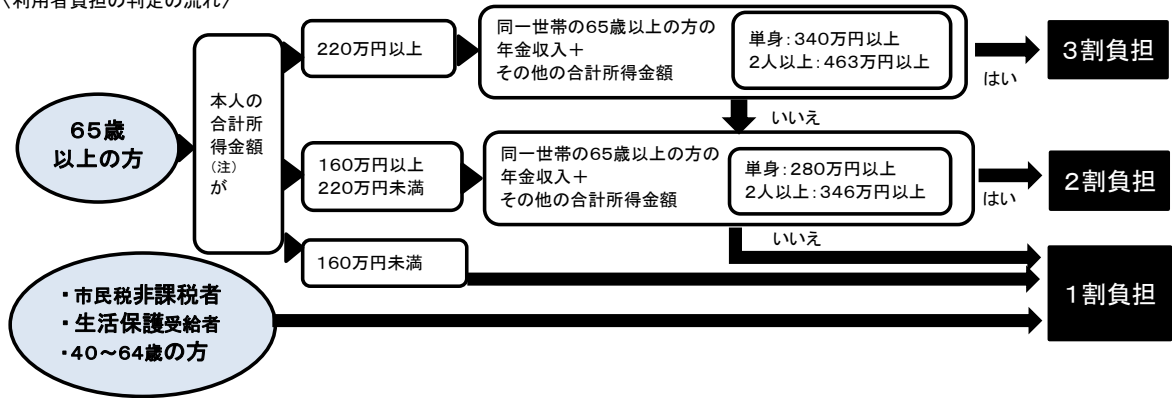 〈利用者負担の判定の流れ〉
65歳
以上の方
本人の
合計所
得金額
(注)
が
220万円以上
同一世帯の65歳以上の方の
年金収入+
その他の合計所得金額
単身:340万円以上
2人以上:463万円以上
はい
3割負担
いいえ
160万円以上
220万円未満
同一世帯の65歳以上の方の
年金収入+
その他の合計所得金額
単身:280万円以上
2人以上:346万円以上
はい
2割負担
いいえ
160万円未満
1割負担
・市民税非課税者
・生活保護受給者
・40～64歳の方